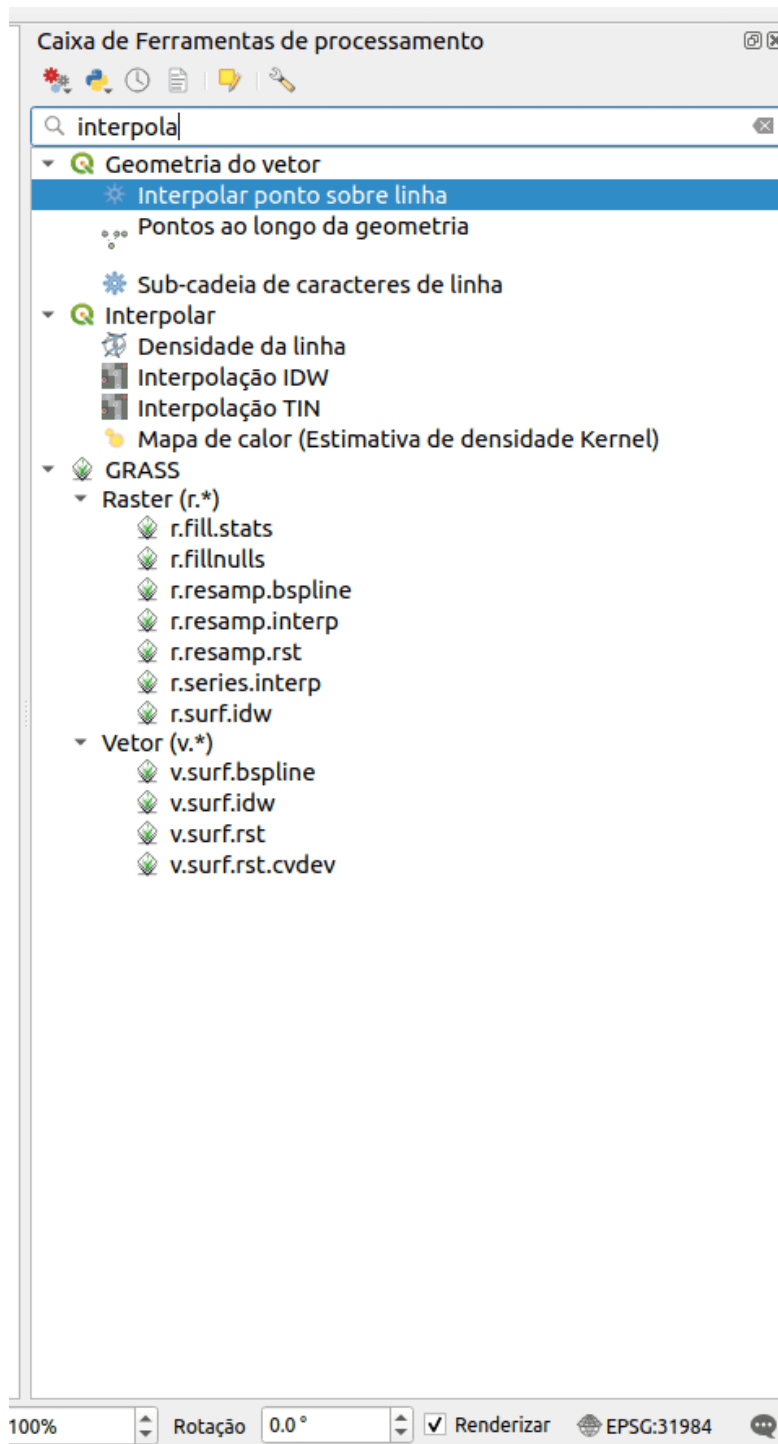 Caixa de Ferramentas de processamento
interpola
Geometria do vetor
Interpolar ponto sobre linha
Pontos ao longo da geometria
Sub-cadeia de caracteres de linha
Interpolar
Densidade da linha
Interpolação IDW
Interpolação TIN
Mapa de calor (Estimativa de densidade Kernel)
GRASS
Raster (r.*)
r.fill.stats
r.fillnulls
r.resamp.bspline
r.resamp.interp
r.resamp.rst
r.series.interp
r.surf.idw
Vetor (v.*)
v.surf.bspline
v.surf.idw
v.surf.rst
v.surf.rst.cvdev
100% Rotação 0.0 ° Renderizar EPSG:31984